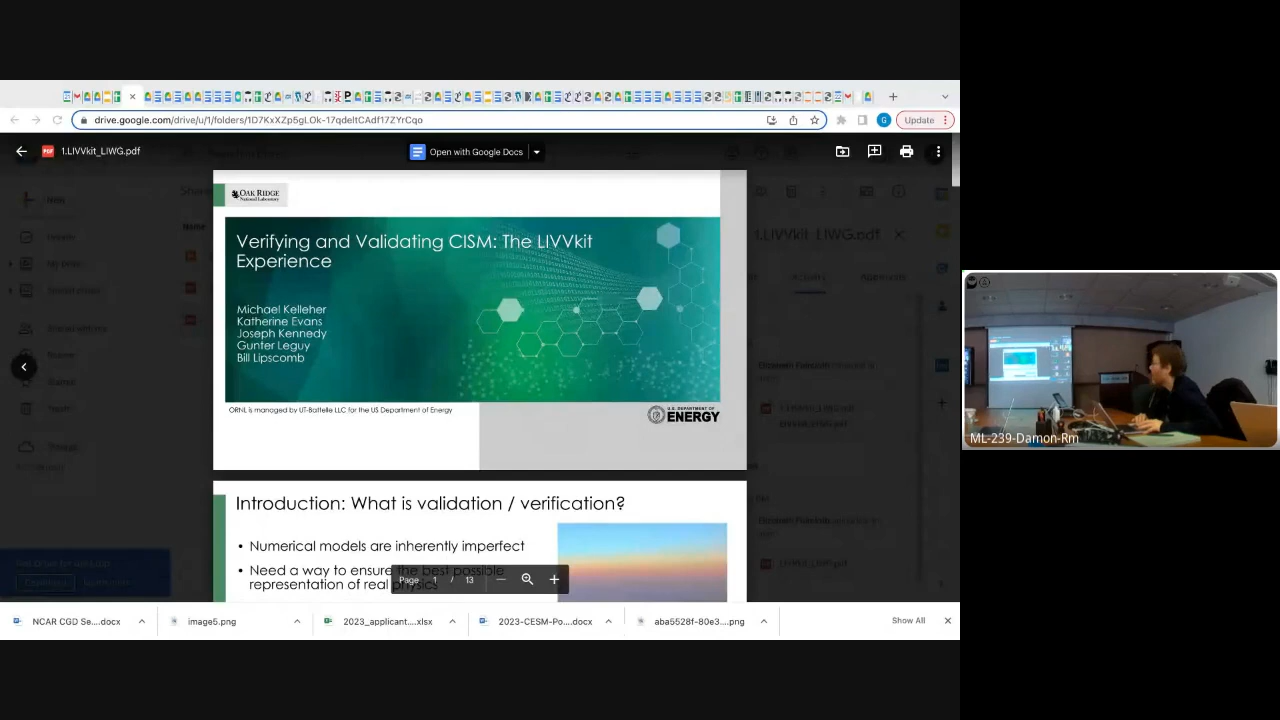 drive.google.com/drive/u/1/folders/1D7KxXZp5gLOk-17qdeltCAdf17ZYrCqo
G
Update
1.LIVVkit_LIWG.pdf
Open with Google Docs
OAK RIDGE
National Laboratory
Verifying and Validating CISM: The LIVVkit
Experience
Michael Kelleher
Katherine Evans
Joseph Kennedy
Gunter Leguy
Bill Lipscomb
ORNL is managed by UT-Battelle LLC for the US Department of Energy
U.S. DEPARTMENT OF
ENERGY
Introduction: What is validation / verification?
• Numerical models are inherently imperfect
• Need a way to ensure the best possible
representation of real physics
Page 1 / 13
NCAR CGD Se....docx
image5.png
2023_applicant....xlsx
2023-CESM-Po....docx
aba5528f-80e3....png
Show All
ML-239-Damon-Rm